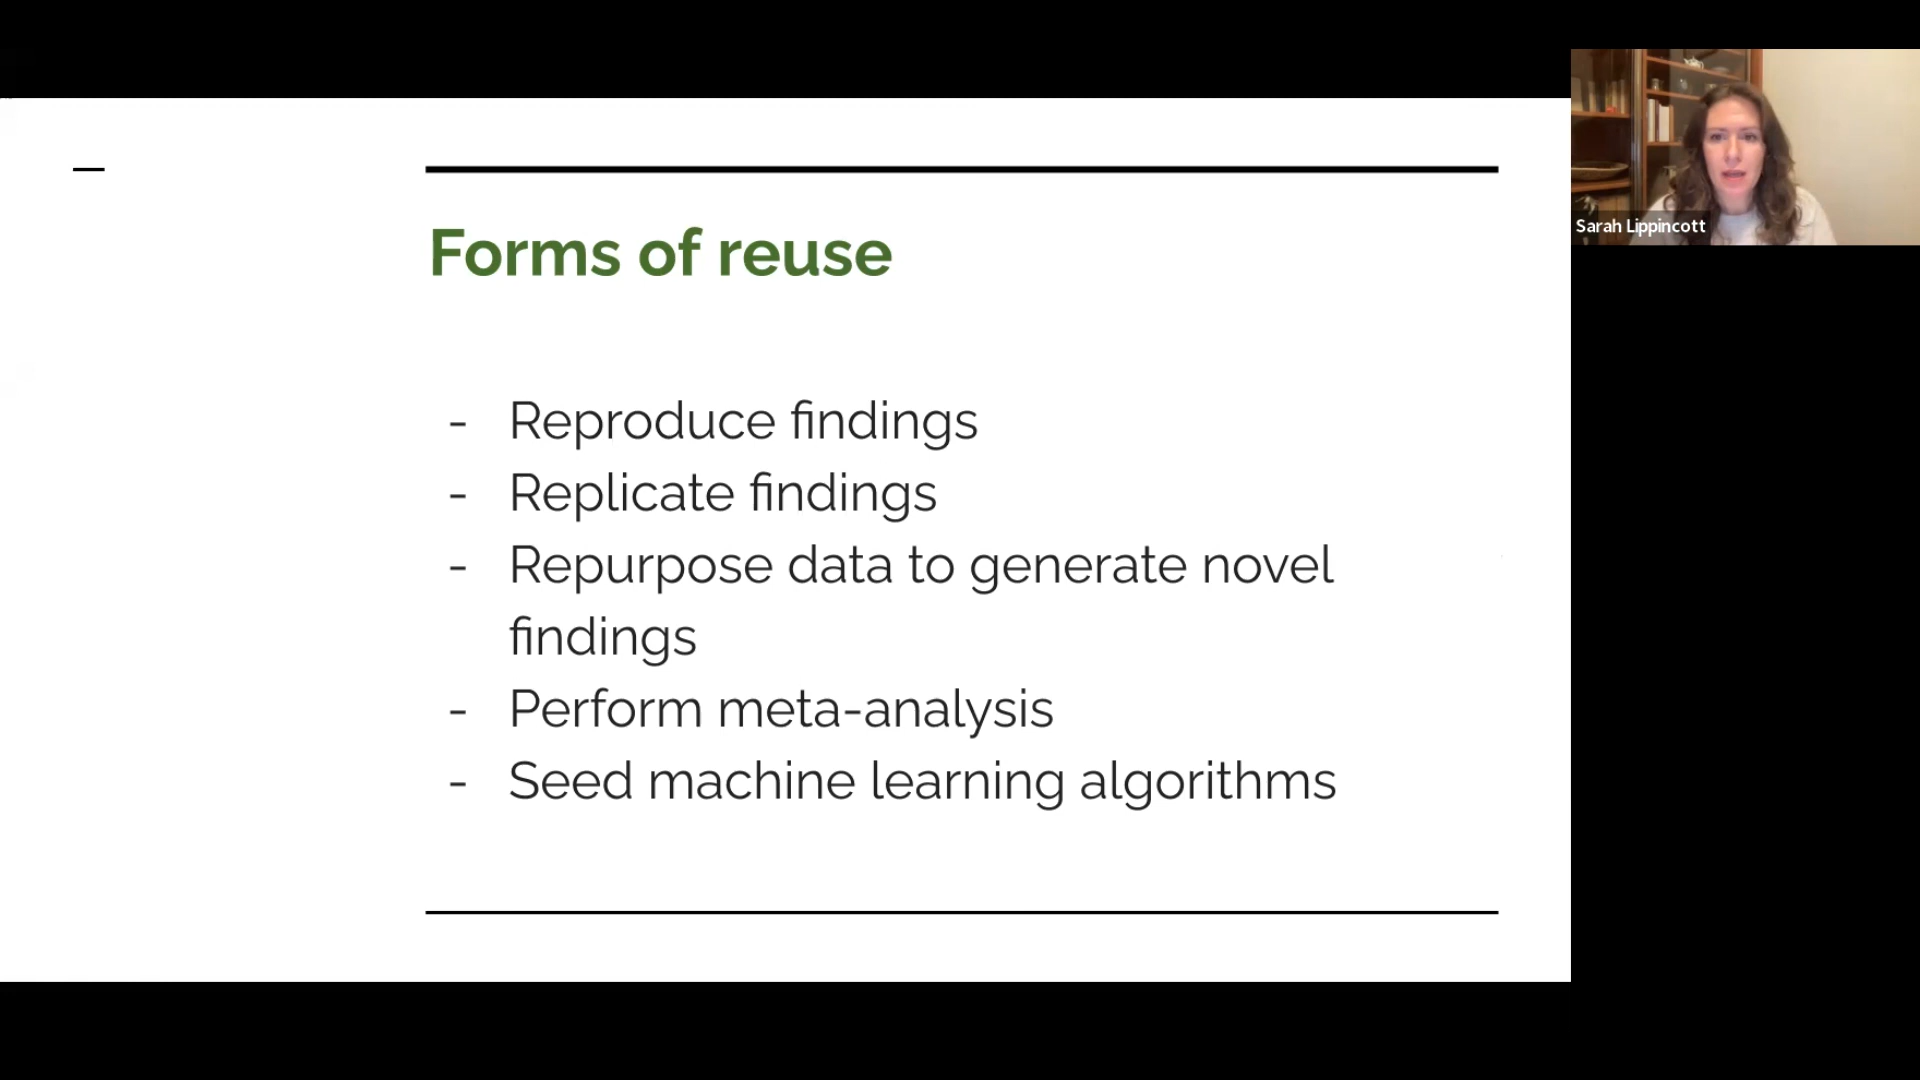 Forms of reuse
- Reproduce findings
- Replicate findings
- Repurpose data to generate novel
findings
- Perform meta-analysis
- Seed machine learning algorithms
Sarah Lippincott